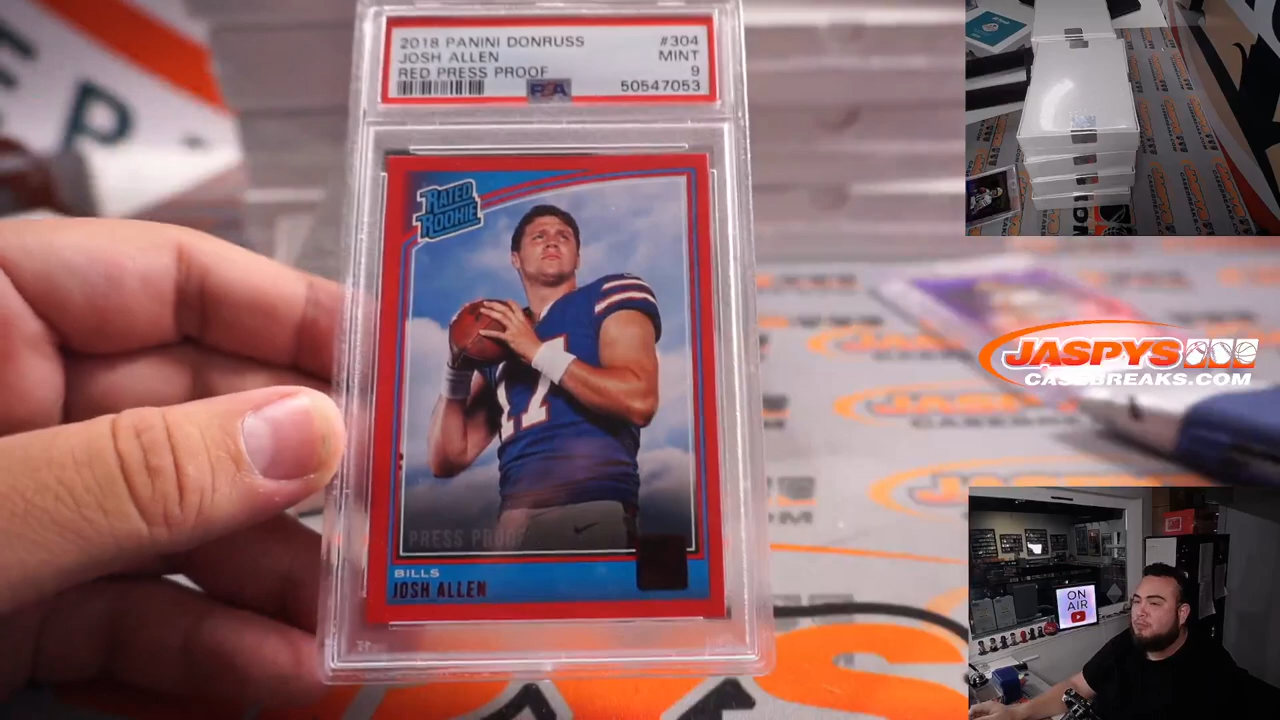 2018 PANINI DONRUSS #304
JOSH ALLEN MINT
RED PRESS PROOF 9
PSA 50547053
RATED
ROOKIE
17
PRESS PROOF
BILLS
JOSH ALLEN
JASPYS
CASEBREAKS.COM
ON
AIR